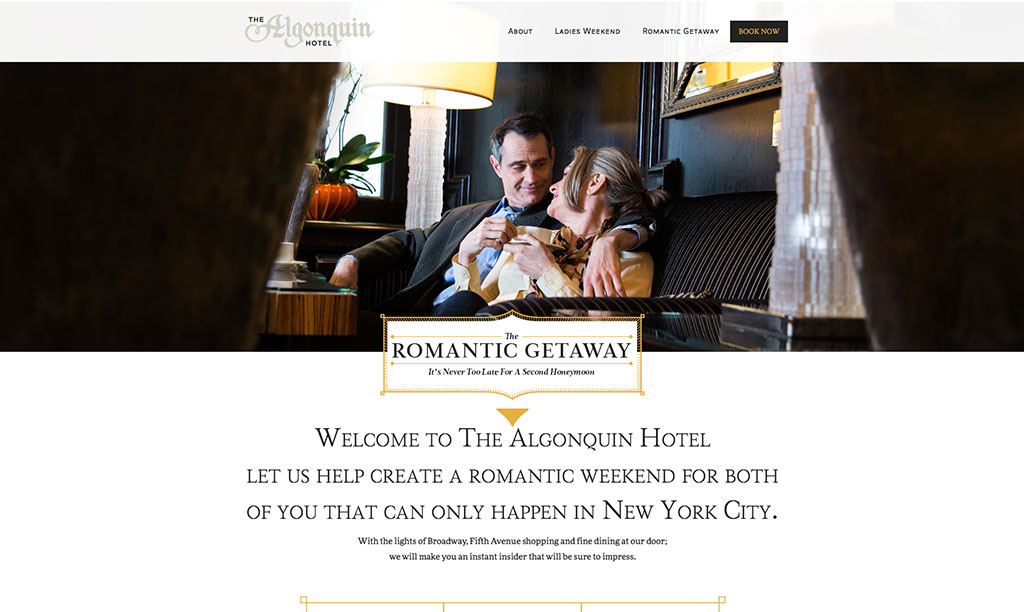 THE
Algonquin
HOTEL
About
Ladies Weekend
Romantic Getaway
BOOK NOW
The
ROMANTIC GETAWAY
It's Never Too Late For A Second Honeymoon
Welcome to The Algonquin Hotel
let us help create a romantic weekend for both
of you that can only happen in New York City.
With the lights of Broadway, Fifth Avenue shopping and fine dining at our door;
we will make you an instant insider that will be sure to impress.